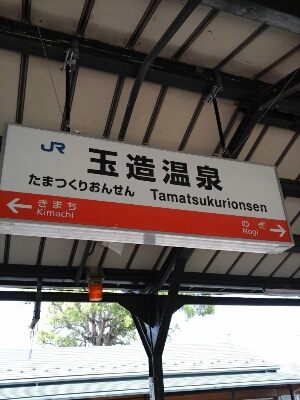 JR
玉造温泉
たまつくりおんせん Tamatsukurionsen
きまち
Kimachi
のぎ
Nogi